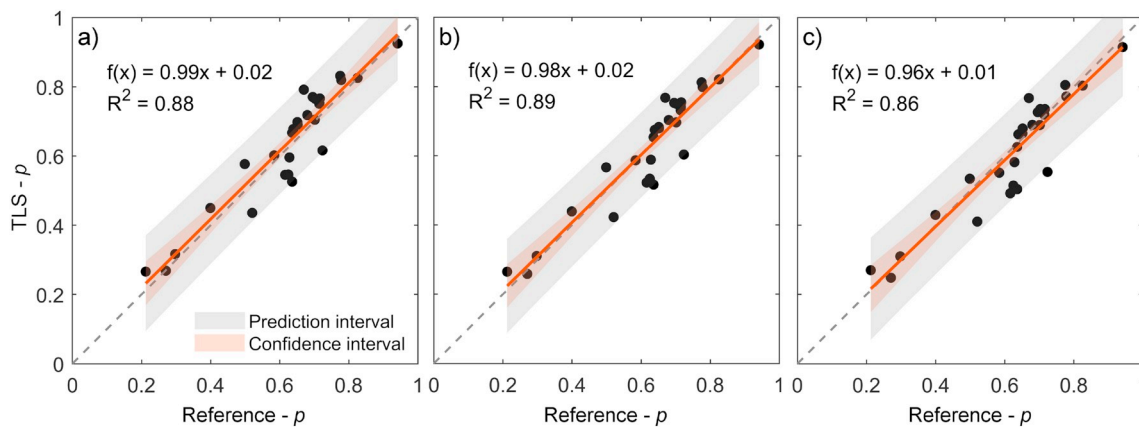 a)
f(x) = 0.99x + 0.02
R² = 0.88
Prediction interval
Confidence interval
TLS - p
1
0.8
0.6
0.4
0.2
0
0 0.2 0.4 0.6 0.8 1
Reference - p
b)
f(x) = 0.98x + 0.02
R² = 0.89
0 0.2 0.4 0.6 0.8 1
Reference - p
c)
f(x) = 0.96x + 0.01
R² = 0.86
0 0.2 0.4 0.6 0.8
Reference - p